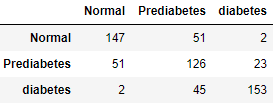 Normal Prediabetes diabetes
Normal 147 51 2
Prediabetes 51 126 23
diabetes 2 45 153